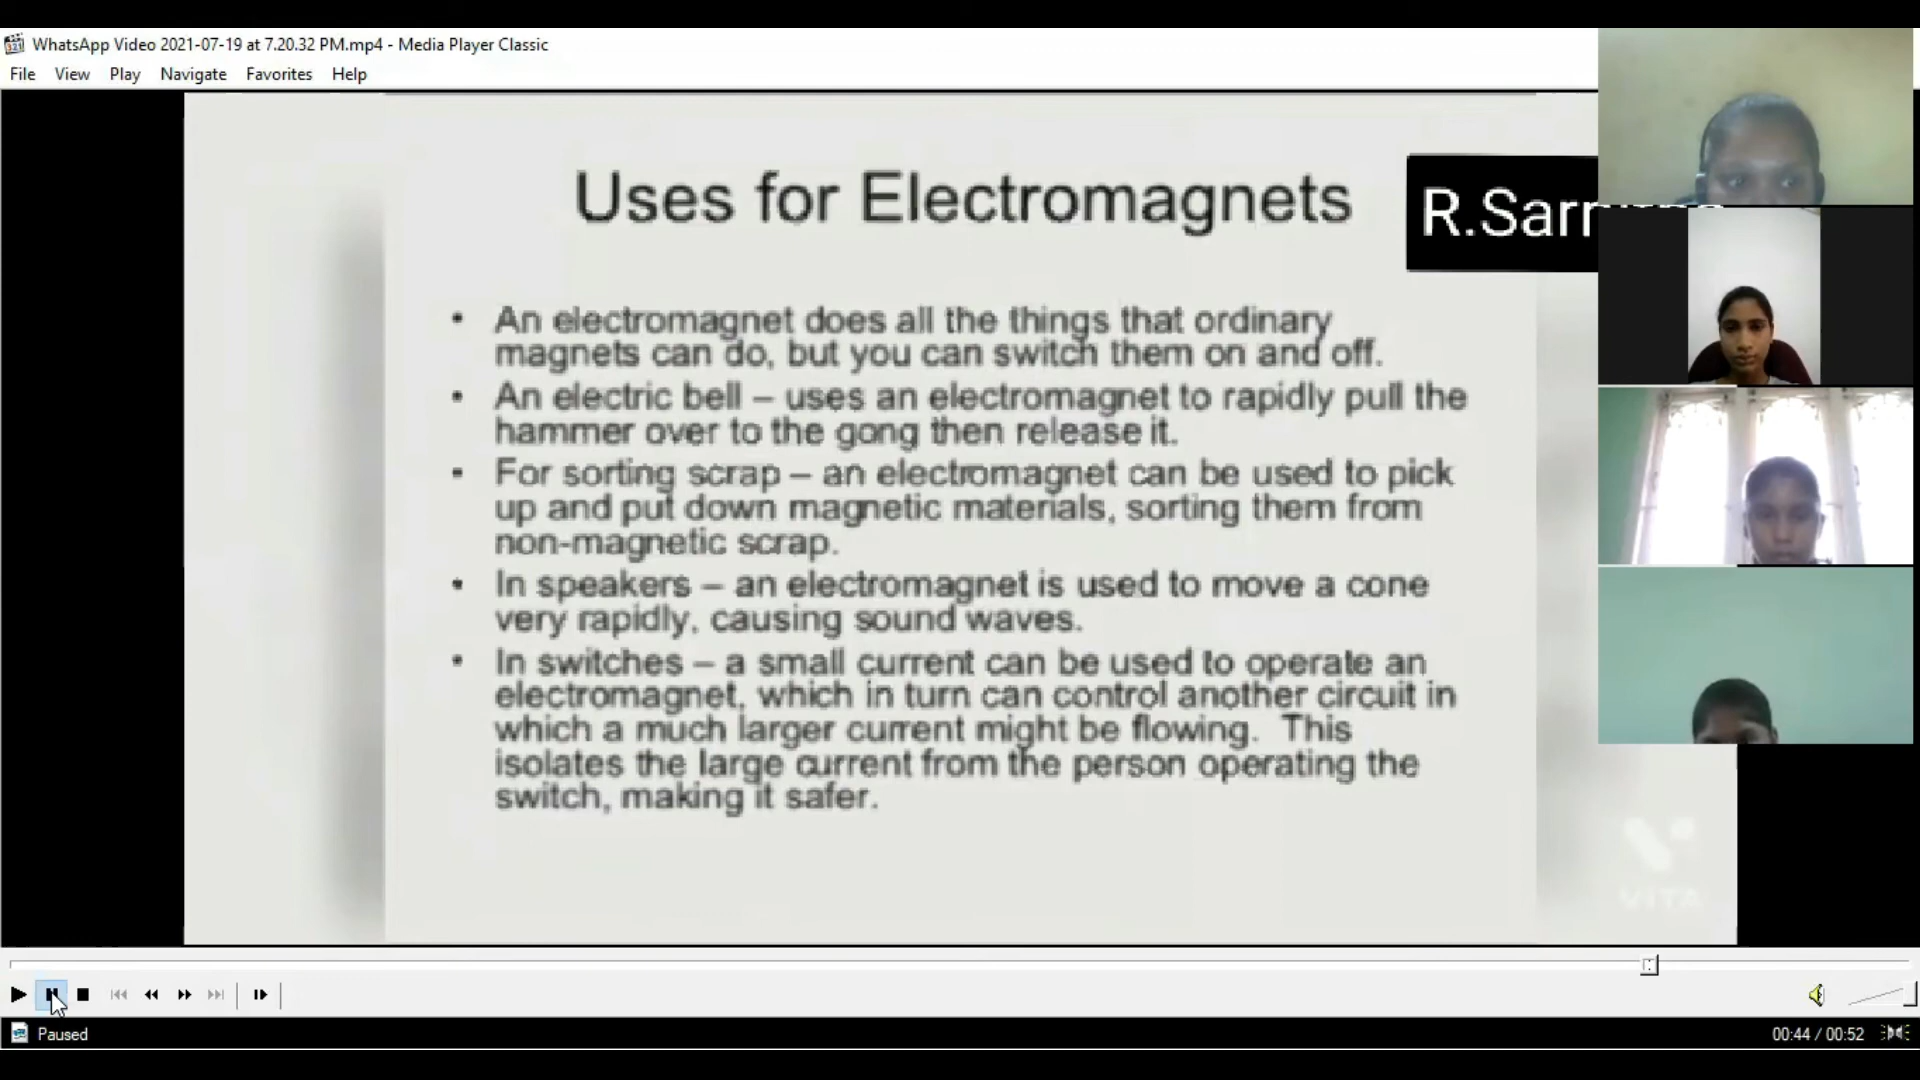 WhatsApp Video 2021-07-19 at 7.20.32 PM.mp4 - Media Player Classic
File View Play Navigate Favorites Help
Uses for Electromagnets
• An electromagnet does all the things that ordinary
magnets can do, but you can switch them on and off.
• An electric bell – uses an electromagnet to rapidly pull the
hammer over to the gong then release it.
• For sorting scrap – an electromagnet can be used to pick
up and put down magnetic materials, sorting them from
non-magnetic scrap.
• In speakers – an electromagnet is used to move a cone
very rapidly, causing sound waves.
• In switches – a small current can be used to operate an
electromagnet, which in turn can control another circuit in
which a much larger current might be flowing. This
isolates the large current from the person operating the
switch, making it safer.
VITA
Paused
00:44 / 00:52